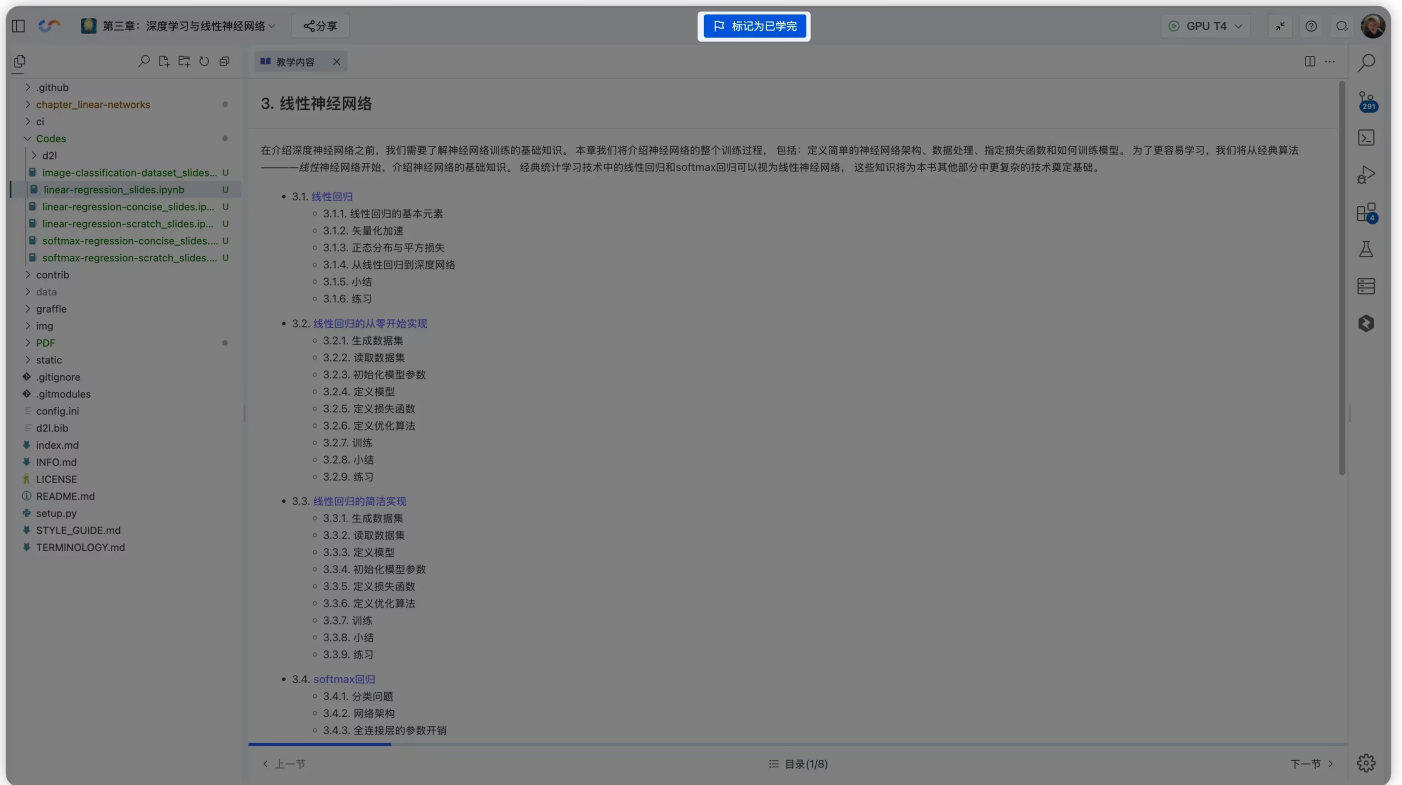 第三章：深度学习与线性神经网络
分享
标记为已学完
GPU T4
教学内容
.github
chapter_linear-networks
ci
Codes
d2l
image-classification-dataset_slides... U
linear-regression_slides.ipynb U
linear-regression-concise_slides.ip... U
linear-regression-scratch_slides.ip... U
softmax-regression-concise_slides.... U
softmax-regression-scratch_slides.... U
contrib
data
graffle
img
PDF
static
.gitignore
.gitmodules
config.ini
d2l.bib
index.md
INFO.md
LICENSE
README.md
setup.py
STYLE_GUIDE.md
TERMINOLOGY.md
3. 线性神经网络
在介绍深度神经网络之前，我们需要了解神经网络训练的基础知识。 本章我们将介绍神经网络的整个训练过程， 包括：定义简单的神经网络架构、数据处理、指定损失函数和如何训练模型。 为了更容易学习，我们将从经典算法
————线性神经网络开始，介绍神经网络的基础知识。 经典统计学习技术中的线性回归和softmax回归可以视为线性神经网络， 这些知识将为本书其他部分中更复杂的技术奠定基础。
3.1. 线性回归
3.1.1. 线性回归的基本元素
3.1.2. 矢量化加速
3.1.3. 正态分布与平方损失
3.1.4. 从线性回归到深度网络
3.1.5. 小结
3.1.6. 练习
3.2. 线性回归的从零开始实现
3.2.1. 生成数据集
3.2.2. 读取数据集
3.2.3. 初始化模型参数
3.2.4. 定义模型
3.2.5. 定义损失函数
3.2.6. 定义优化算法
3.2.7. 训练
3.2.8. 小结
3.2.9. 练习
3.3. 线性回归的简洁实现
3.3.1. 生成数据集
3.3.2. 读取数据集
3.3.3. 定义模型
3.3.4. 初始化模型参数
3.3.5. 定义损失函数
3.3.6. 定义优化算法
3.3.7. 训练
3.3.8. 小结
3.3.9. 练习
3.4. softmax回归
3.4.1. 分类问题
3.4.2. 网络架构
3.4.3. 全连接层的参数开销
上一节
目录(1/8)
下一节
291
4